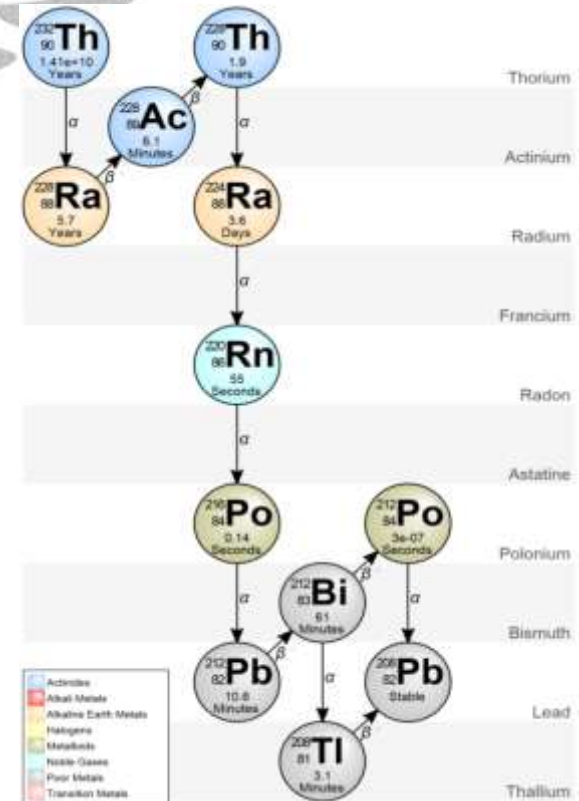 232
90 Th
1.41e+10
Years
228
90 Th
1.9
Years
Thorium
α
β
α
228
89 Ac
6.1
Minutes
Actinium
β
228
88 Ra
5.7
Years
224
88 Ra
3.6
Days
Radium
α
Francium
220
86 Rn
55
Seconds
Radon
α
Astatine
216
84 Po
0.14
Seconds
212
84 Po
3e-07
Seconds
Polonium
α
β
α
212
83 Bi
61
Minutes
Bismuth
β
212
82 Pb
10.6
Minutes
α
208
82 Pb
Stable
Lead
β
208
81 Tl
3.1
Minutes
Thallium
Actinides
Alkali Metals
Alkaline Earth Metals
Halogens
Metalloids
Noble Gases
Poor Metals
Transition Metals